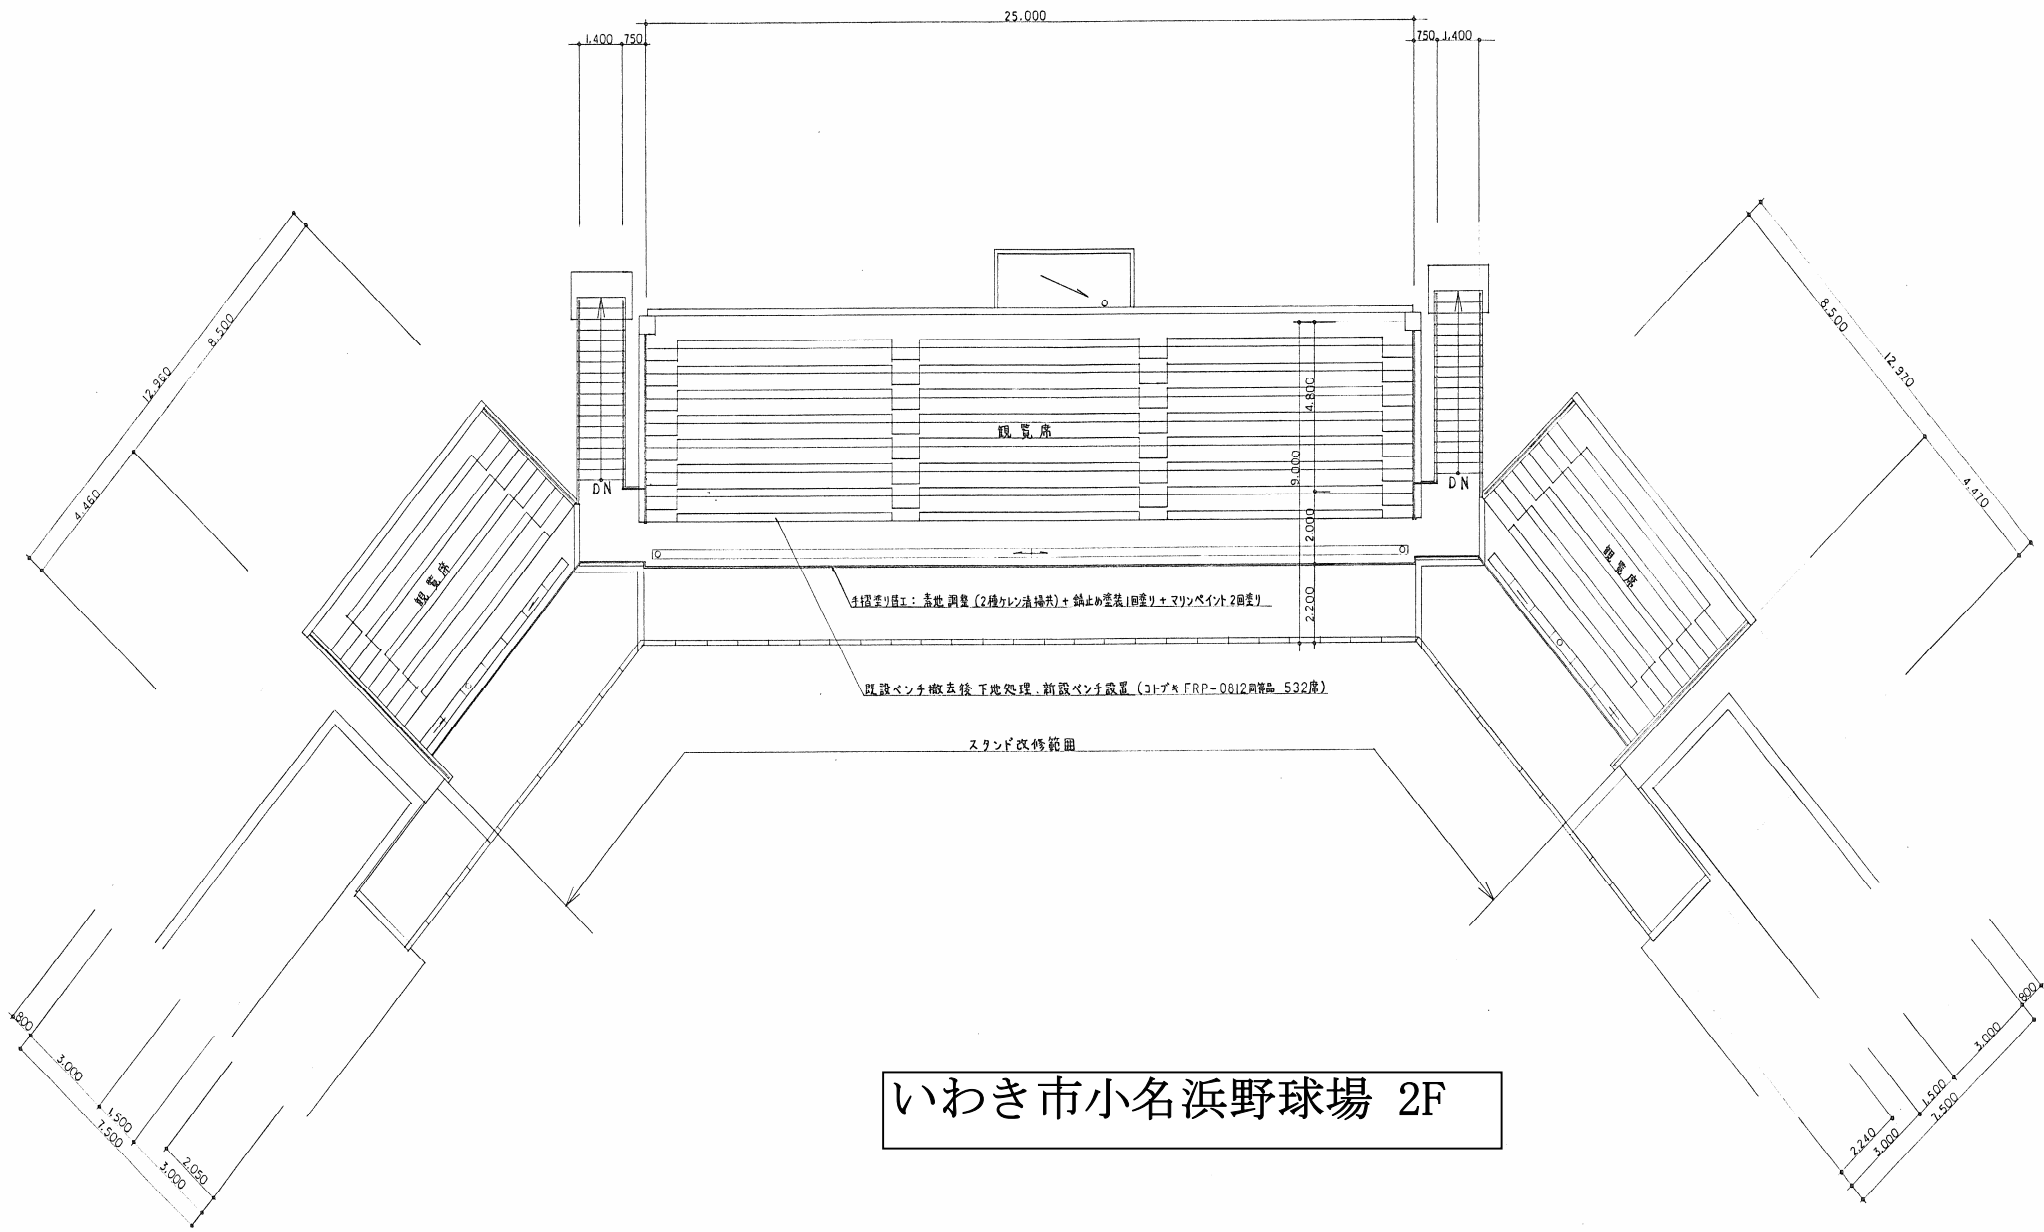 25.000
1.400 750
750 1.400
8.500
12.960
4.460
8.500
12.970
4.470
4.800
9.000
2.000
2.200
観覧席
観覧席
観覧席
DN
DN
手摺塗り替エ： 素地 調整 (2種ケレン清掃共) + 錆止め塗装1回塗り + マリンペイント 2回塗り
既設ベンチ撤去後 下地処理、新設ベンチ設置 (コトブキ FRP-0812同等品 532席)
スタンド改修範囲
800
3.000
1.500
7.500
3.000
2.050
800
3.000
1.500
7.500
3.000
2.240
いわき市小名浜野球場 2F